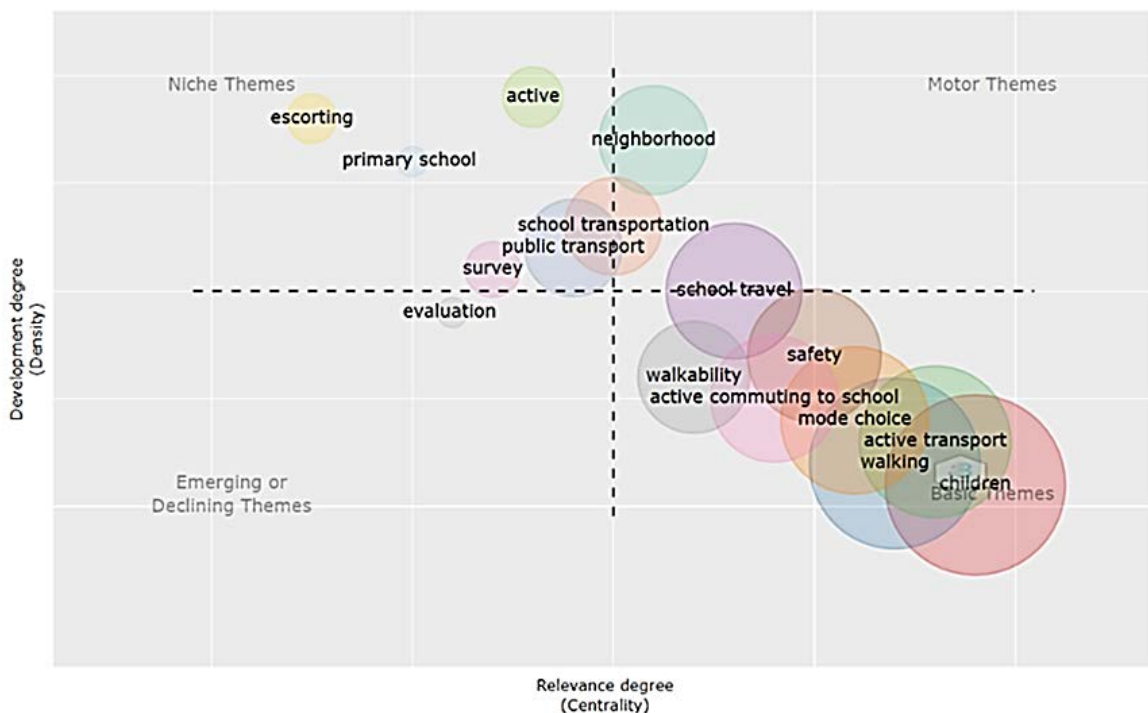 Niche Themes
Motor Themes
active
escorting
neighborhood
primary school
school transportation
public transport
survey
school travel
evaluation
safety
walkability
active commuting to school
mode choice
active transport
walking
children
Basic Themes
Emerging or
Declining Themes
Development degree
(Density)
Relevance degree
(Centrality)